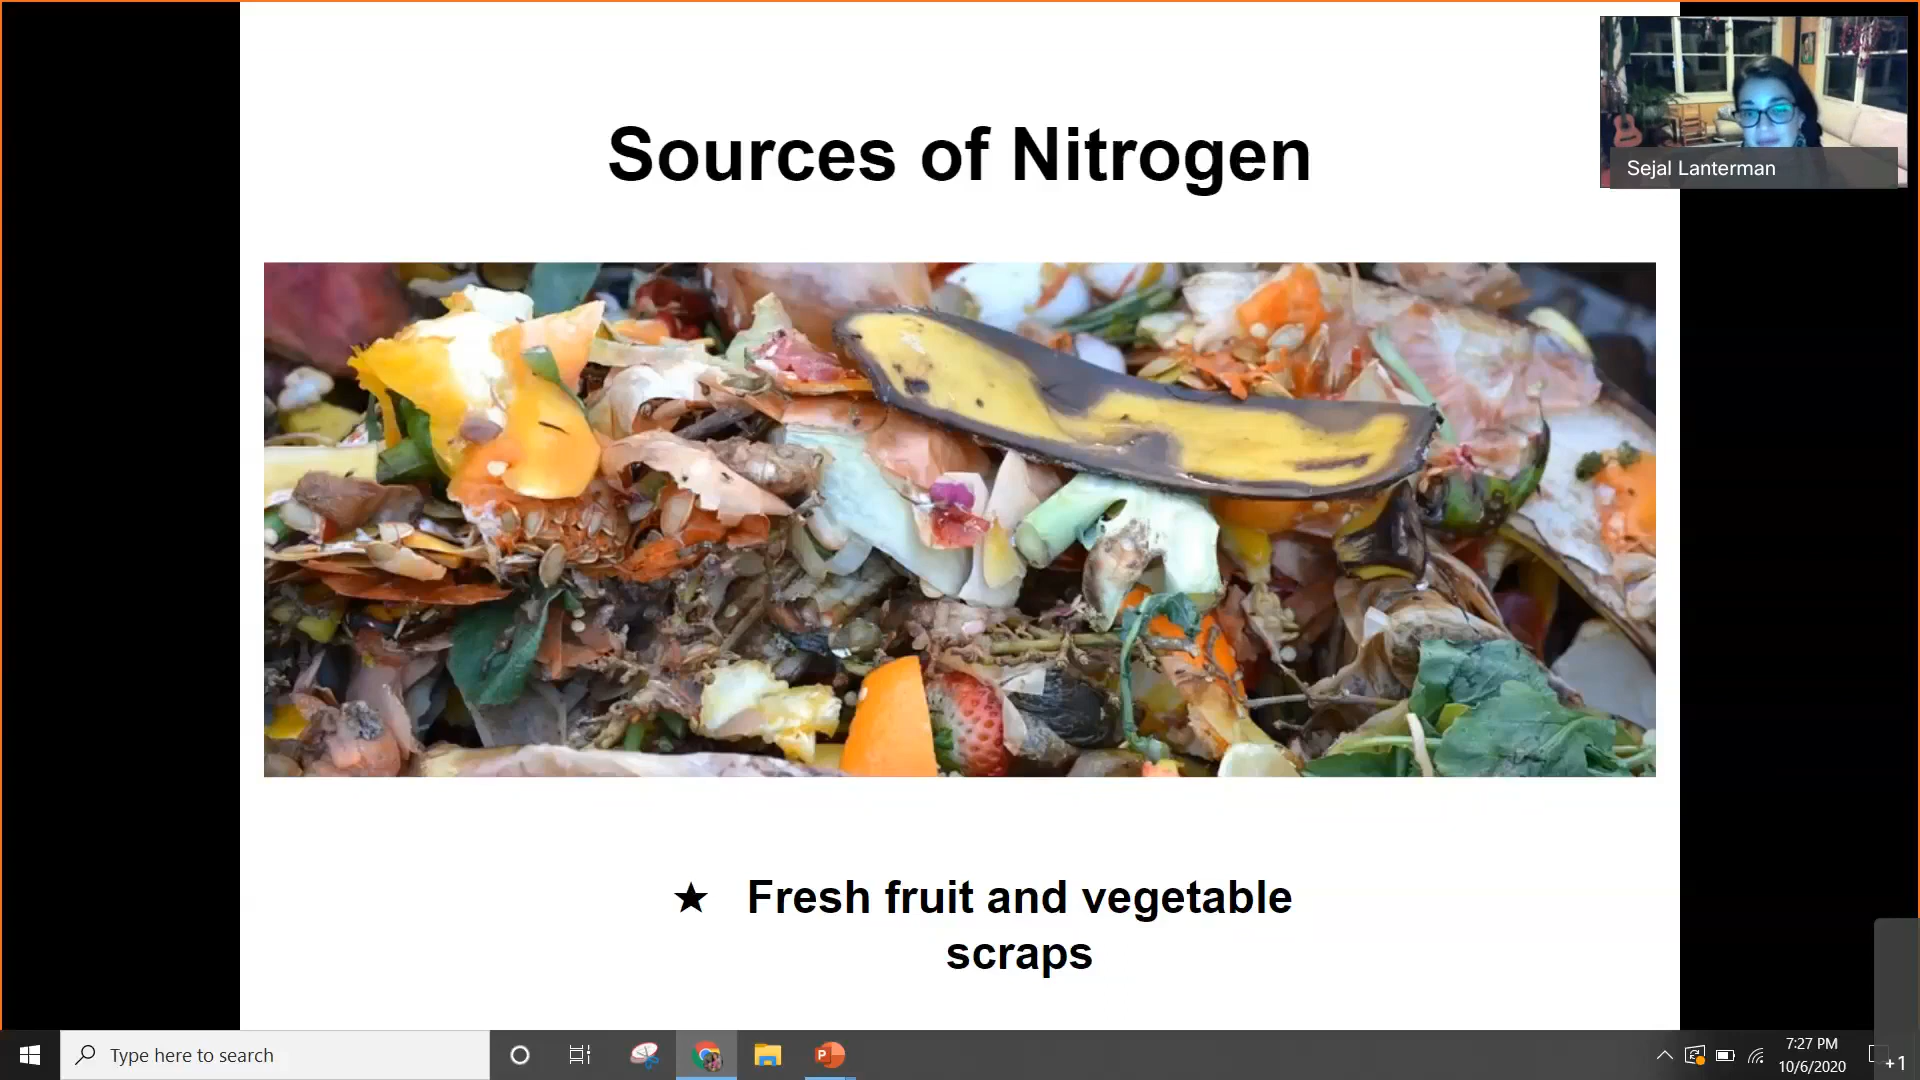 Sources of Nitrogen
Sejal Lanterman
★ Fresh fruit and vegetable
scraps
Type here to search
P
7:27 PM
10/6/2020
+1